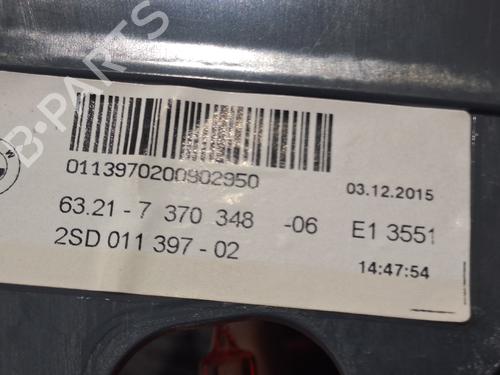 B-PARTS
W
0113970200902950
03.12.2015
63.21-7 370 348 -06 E1 3551
2SD 011 397-02
14:47:54